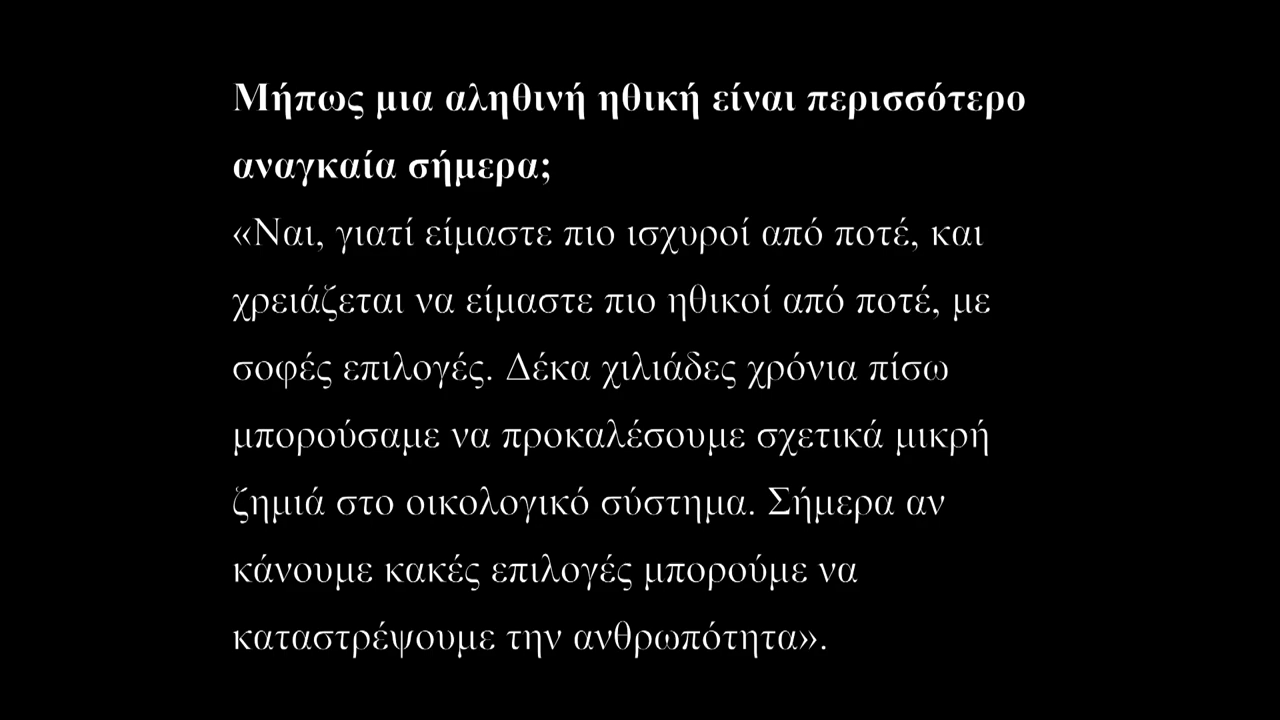 Μήπως μια αληθινή ηθική είναι περισσότερο
αναγκαία σήμερα;
«Ναι, γιατί είμαστε πιο ισχυροί από ποτέ, και
χρειάζεται να είμαστε πιο ηθικοί από ποτέ, με
σοφές επιλογές. Δέκα χιλιάδες χρόνια πίσω
μπορούσαμε να προκαλέσουμε σχετικά μικρή
ζημιά στο οικολογικό σύστημα. Σήμερα αν
κάνουμε κακές επιλογές μπορούμε να
καταστρέψουμε την ανθρωπότητα».